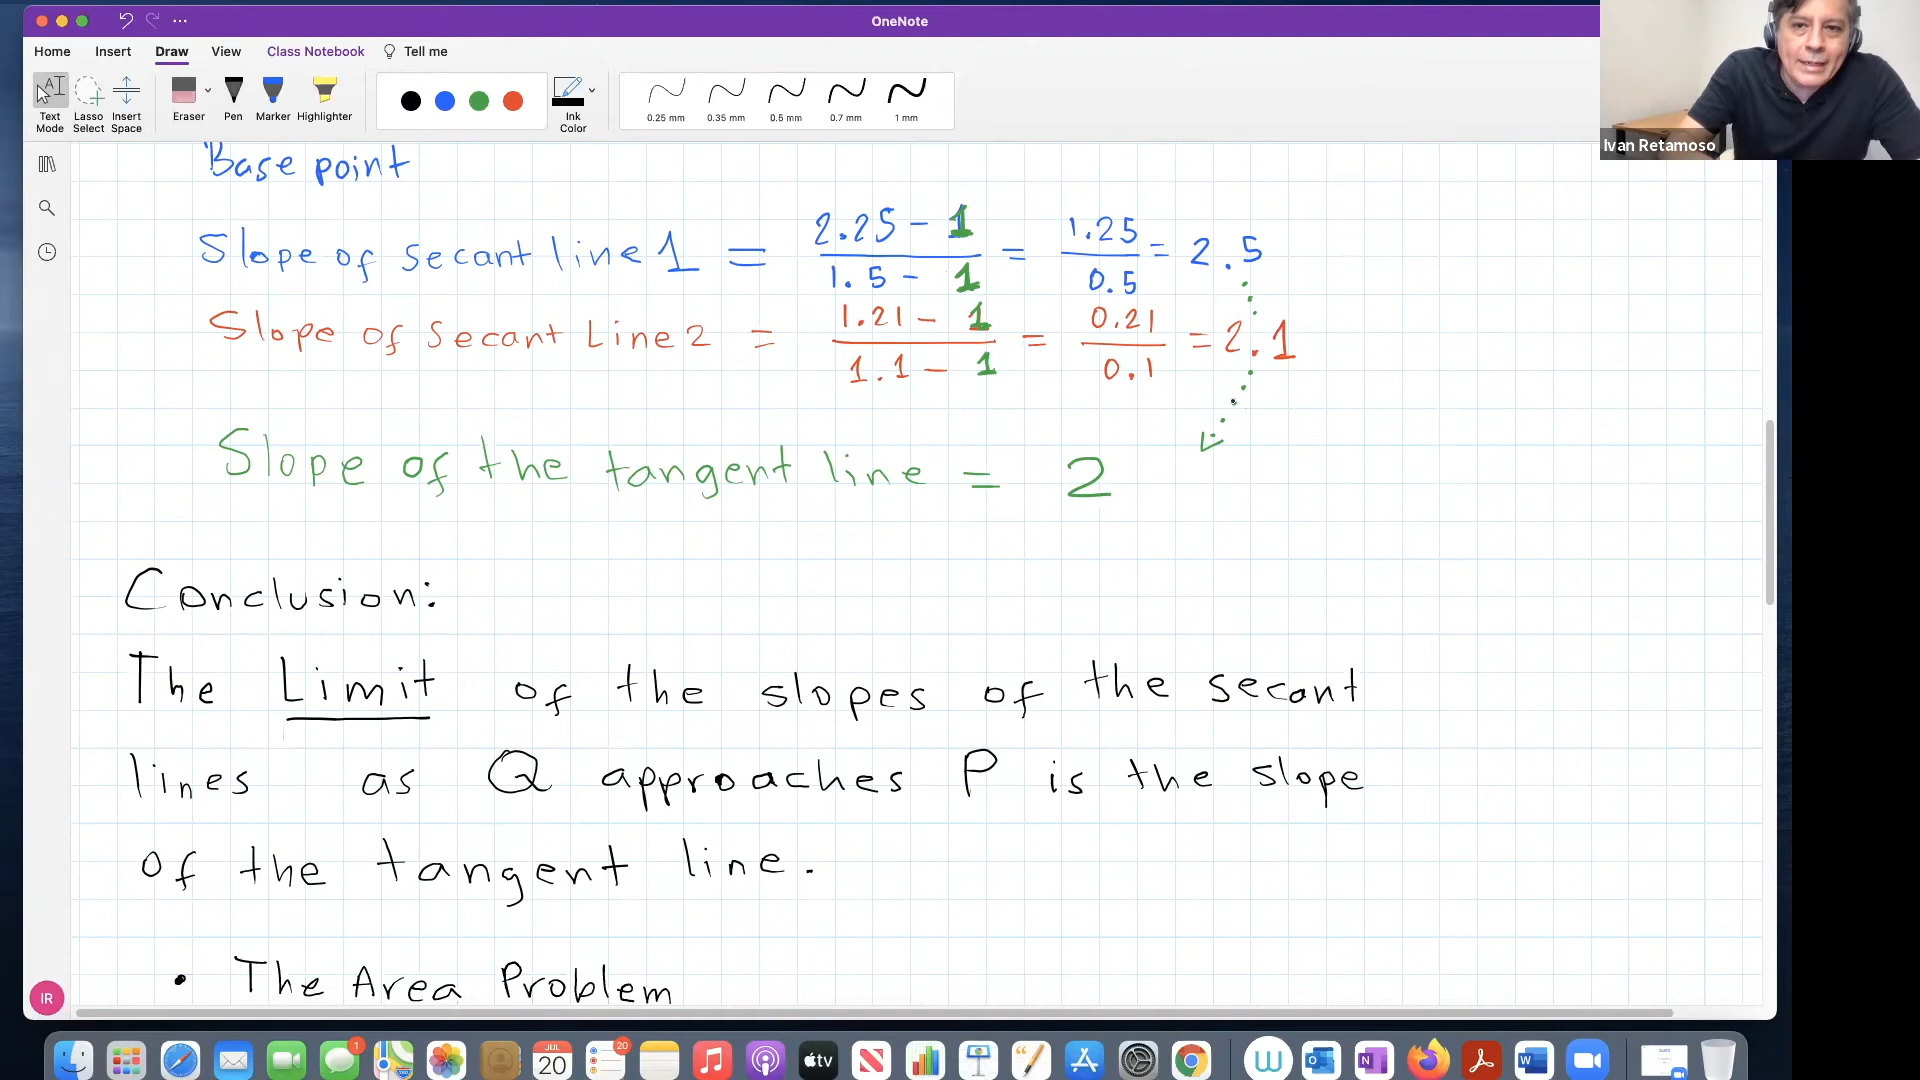 OneNote
Home Insert Draw View Class Notebook Tell me
Text Mode Lasso Select Insert Space Eraser Pen Marker Highlighter Ink Color 0.25 mm 0.35 mm 0.5 mm 0.7 mm 1 mm
Ivan Retamoso
Base point
Slope of secant line 1 = 2.25 - 1 / 1.5 - 1 = 1.25 / 0.5 = 2.5
Slope of Secant Line 2 = 1.21 - 1 / 1.1 - 1 = 0.21 / 0.1 = 2.1
Slope of the tangent line = 2
Conclusion:
The Limit of the slopes of the secant
lines as Q approaches P is the slope
of the tangent line.
• The Area Problem
IR
1 JUL 20 20 tv